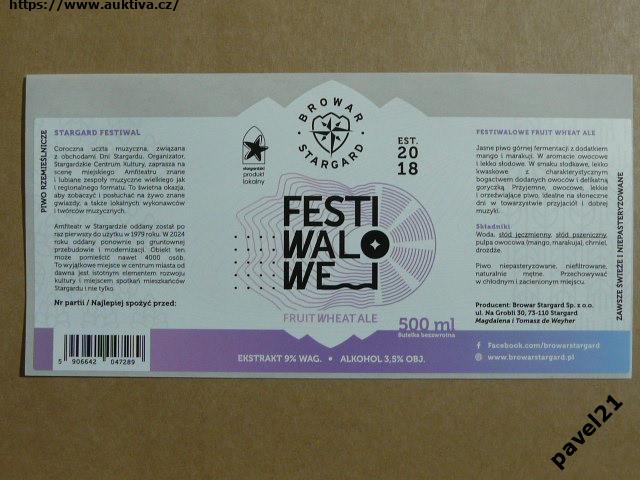 https://www.auktiva.cz/
PIWO RZEMIEŚLNICZE
STARGARD FESTIWAL
Coroczna uczta muzyczna, związana
z obchodami Dni Stargardu. Organizator,
Stargardzkie Centrum Kultury, zaprasza na
scenę miejskiego Amfiteatru znane
i lubiane zespoły muzyczne wielkiego jak
i regionalnego formatu. To świetna okazja,
aby zobaczyć i posłuchać na żywo znane
gwiazdy, a także lokalnych wykonawców
i twórców muzycznych.
Amfiteatr w Stargardzie oddany został po
raz pierwszy do użytku w 1979 roku. W 2024
roku oddany ponownie po gruntownej
przebudowie i modernizacji. Obiekt ten
może pomieścić nawet 4000 osób.
To wyjątkowe miejsce w centrum miasta od
dawna jest istotnym elementem rozwoju
kultury i miejscem spotkań mieszkańców
Stargardu i nie tylko.
Nr partii / Najlepiej spożyć przed:
5 906642 047289
BROWAR
STARGARD
stargardzki
produkt
lokalny
EST.
20
18
FESTI
WALO
WE
FRUIT WHEAT ALE
500 ml
Butelka bezzwrotna
EKSTRAKT 9% WAG. • ALKOHOL 3,5% OBJ.
FESTIWALOWE FRUIT WHEAT ALE
Jasne piwo górnej fermentacji z dodatkiem
mango i marakui. W aromacie owocowe
i lekko słodowe. W smaku słodkawe, lekko
kwaskowe z charakterystycznym
bogactwem dodanych owoców i delikatną
goryczką. Przyjemne, owocowe, lekkie
i orzeźwiające piwo, idealne na słoneczne
dni w towarzystwie przyjaciół i dobrej
muzyki.
Składniki
Woda, słód jęczmienny, słód pszeniczny,
pulpa owocowa (mango, marakuja), chmiel,
drożdże.
Piwo niepasteryzowane, niefiltrowane,
naturalnie mętne. Przechowywać
w chłodnym i zaciemnionym miejscu.
Producent: Browar Stargard Sp. z o.o.
ul. Na Grobli 30, 73-110 Stargard
Magdalena i Tomasz de Weyher
Facebook.com/browarstargard
www.browarstargard.pl
ZAWSZE ŚWIEŻE I NIEPASTERYZOWANE
pavel21